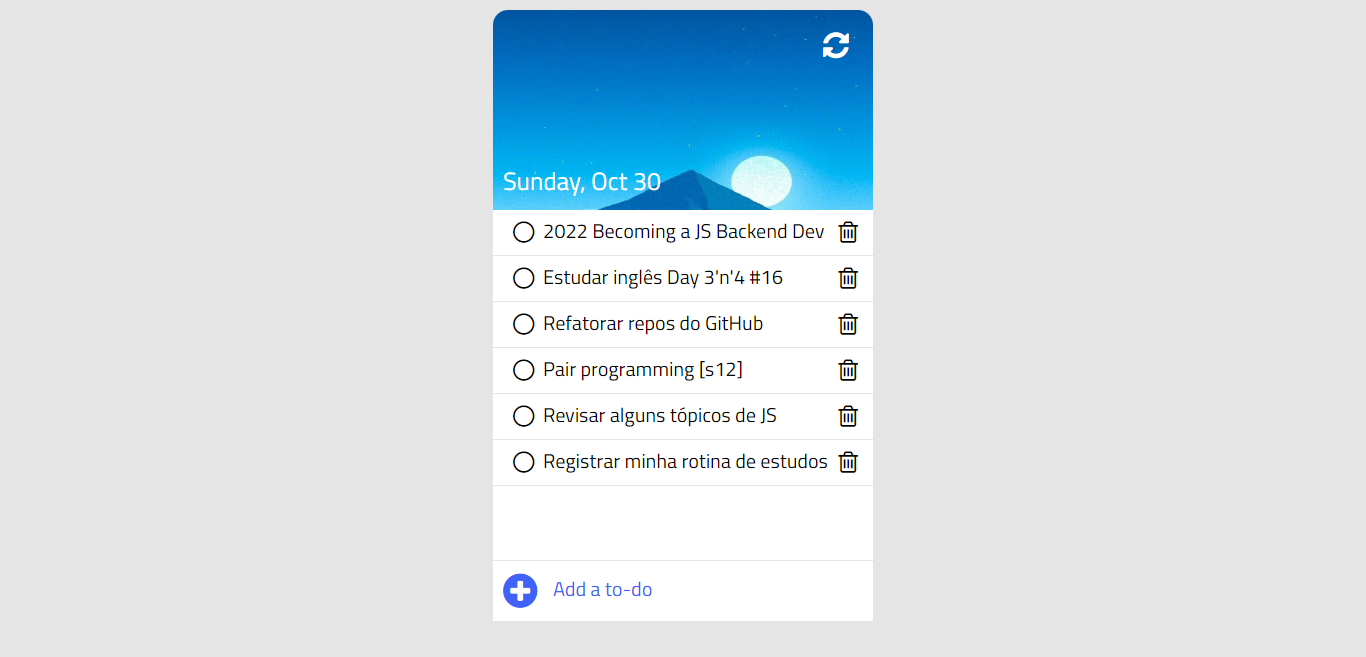 Sunday, Oct 30
2022 Becoming a JS Backend Dev
Estudar inglês Day 3'n'4 #16
Refatorar repos do GitHub
Pair programming [s12]
Revisar alguns tópicos de JS
Registrar minha rotina de estudos
Add a to-do